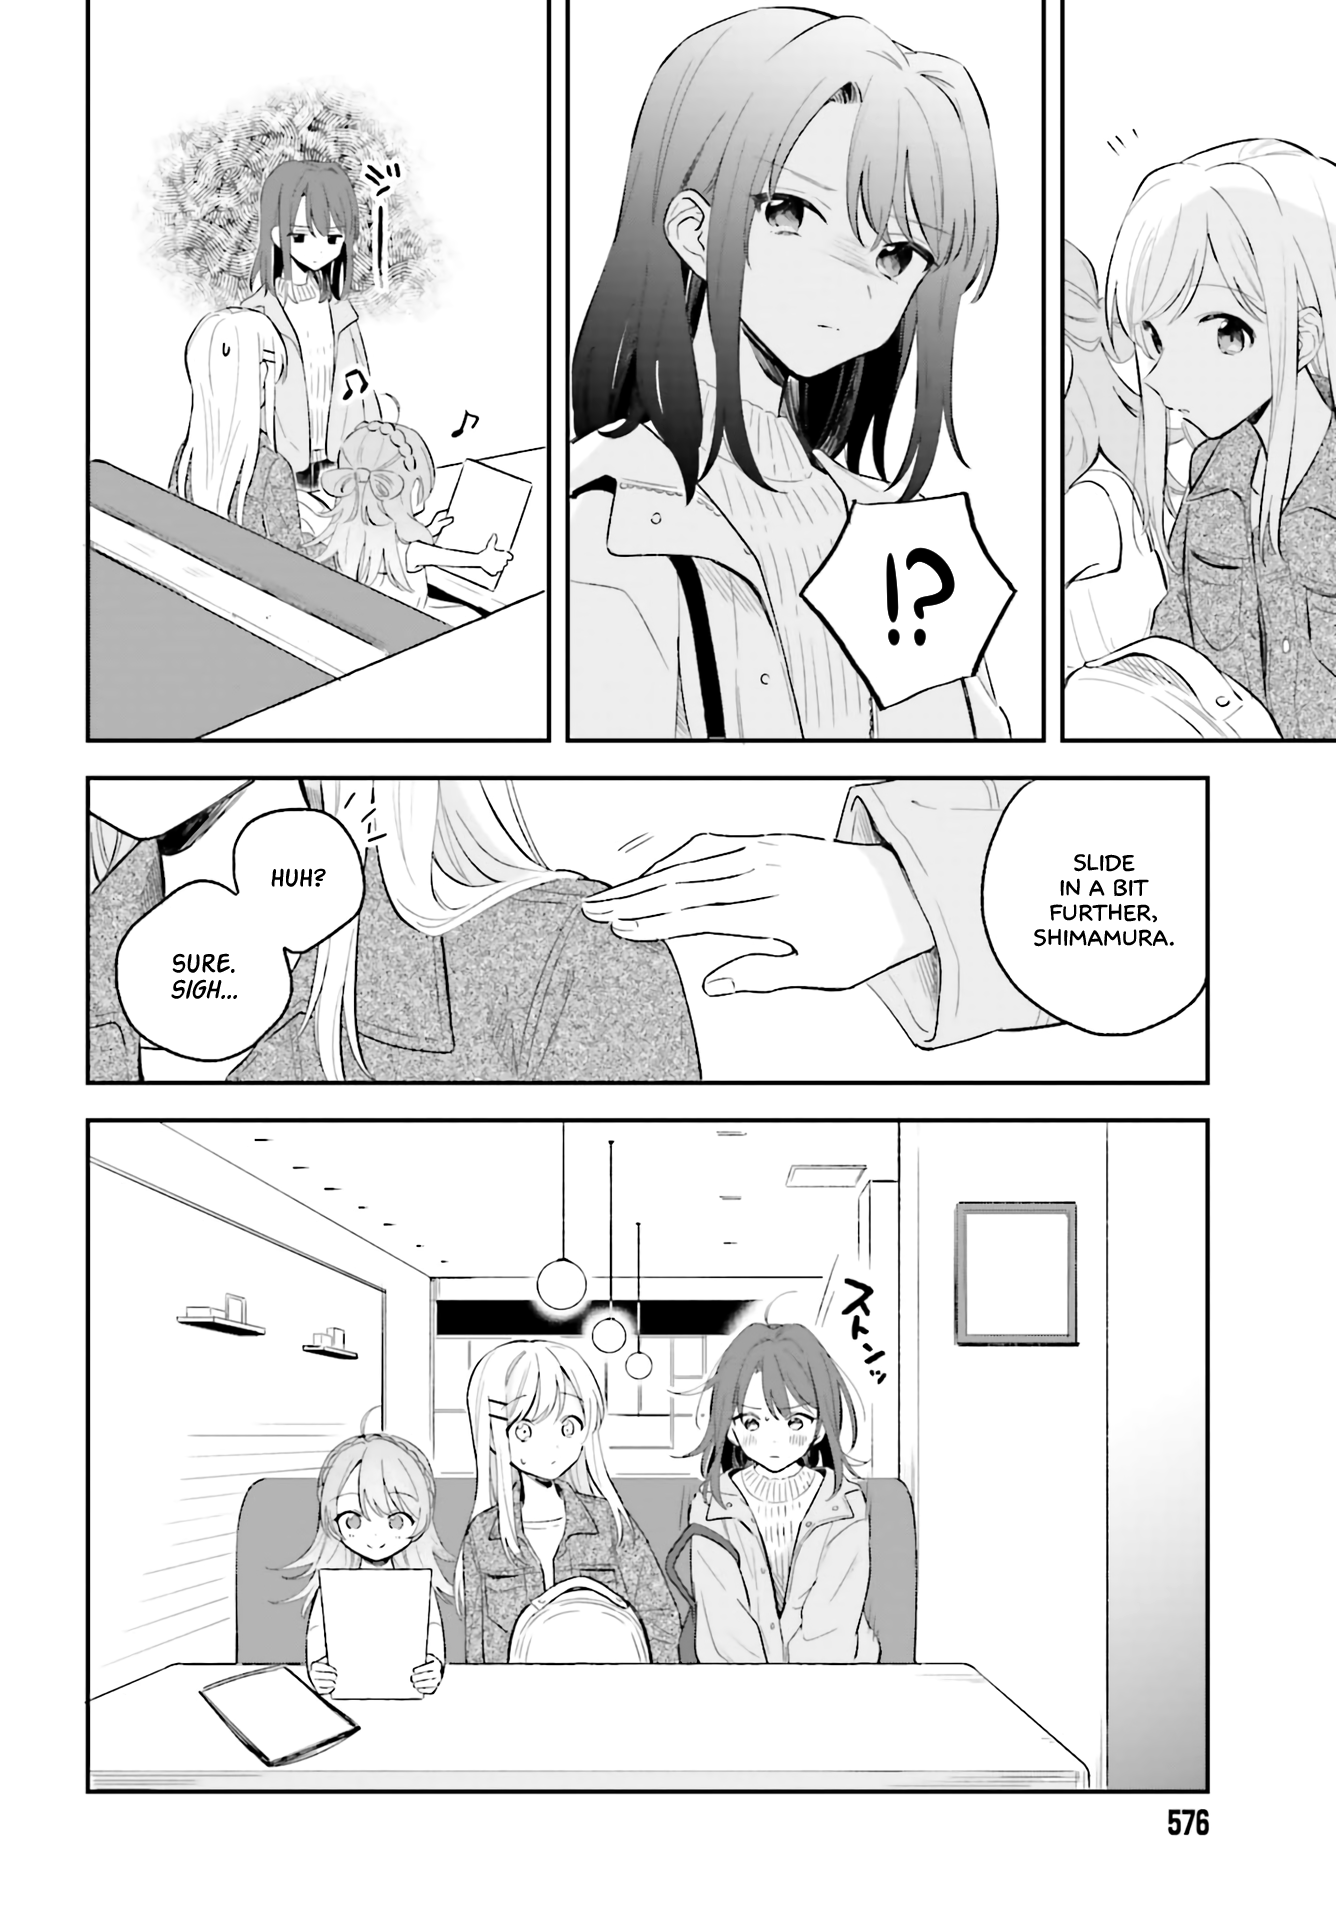 !?
SLIDE
IN A BIT
FURTHER,
SHIMAMURA.
HUH?
SURE.
SIGH...
ストンッ
576